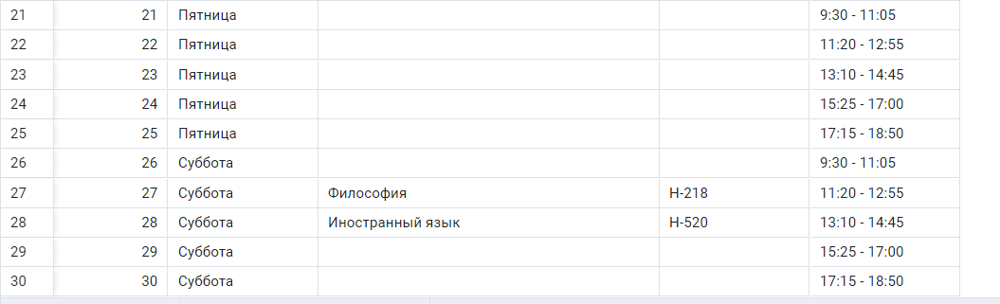 21 21 Пятница 9:30 - 11:05
22 22 Пятница 11:20 - 12:55
23 23 Пятница 13:10 - 14:45
24 24 Пятница 15:25 - 17:00
25 25 Пятница 17:15 - 18:50
26 26 Суббота 9:30 - 11:05
27 27 Суббота Философия Н-218 11:20 - 12:55
28 28 Суббота Иностранный язык Н-520 13:10 - 14:45
29 29 Суббота 15:25 - 17:00
30 30 Суббота 17:15 - 18:50